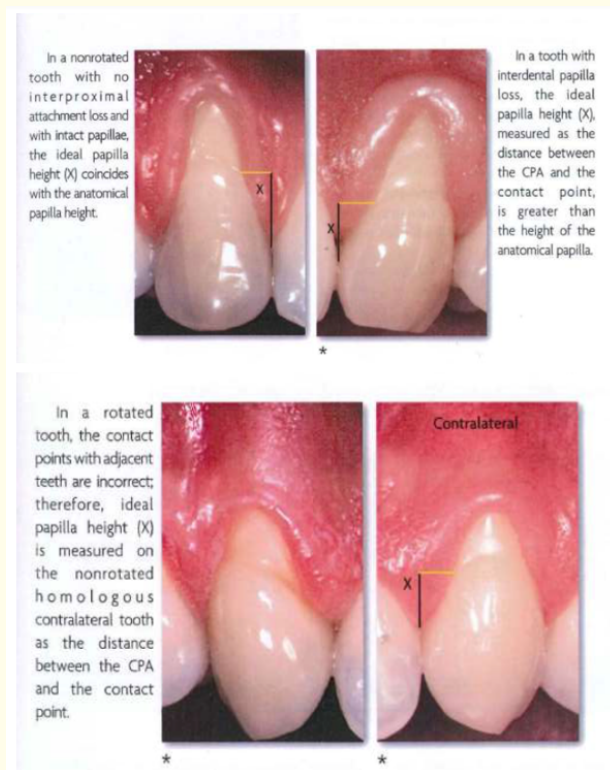 In a nonrotated
tooth with no
interproximal
attachment loss and
with intact papillae,
the ideal papilla
height (X) coincides
with the anatomical
papilla height.
X
X
In a tooth with
interdental papilla
loss, the ideal
papilla height (X),
measured as the
distance between
the CPA and the
contact point,
is greater than
the height of the
anatomical papilla.
*
In a rotated
tooth, the contact
points with adjacent
teeth are incorrect;
therefore, ideal
papilla height (X)
is measured on
the nonrotated
homologous
contralateral tooth
as the distance
between the CPA
and the contact
point.
Contralateral
X
*
*